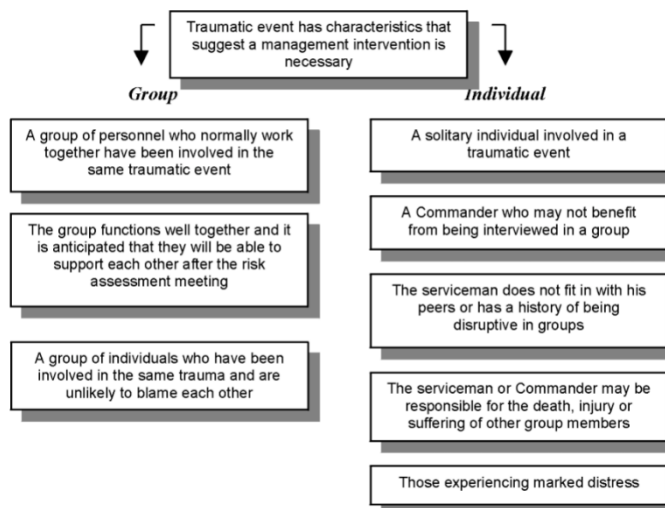 Traumatic event has characteristics that
suggest a management intervention is
necessary
Group
Individual
A group of personnel who normally work
together have been involved in the
same traumatic event
The group functions well together and it
is anticipated that they will be able to
support each other after the risk
assessment meeting
A group of individuals who have been
involved in the same trauma and are
unlikely to blame each other
A solitary individual involved in a
traumatic event
A Commander who may not benefit
from being interviewed in a group
The serviceman does not fit in with his
peers or has a history of being
disruptive in groups
The serviceman or Commander may be
responsible for the death, injury or
suffering of other group members
Those experiencing marked distress